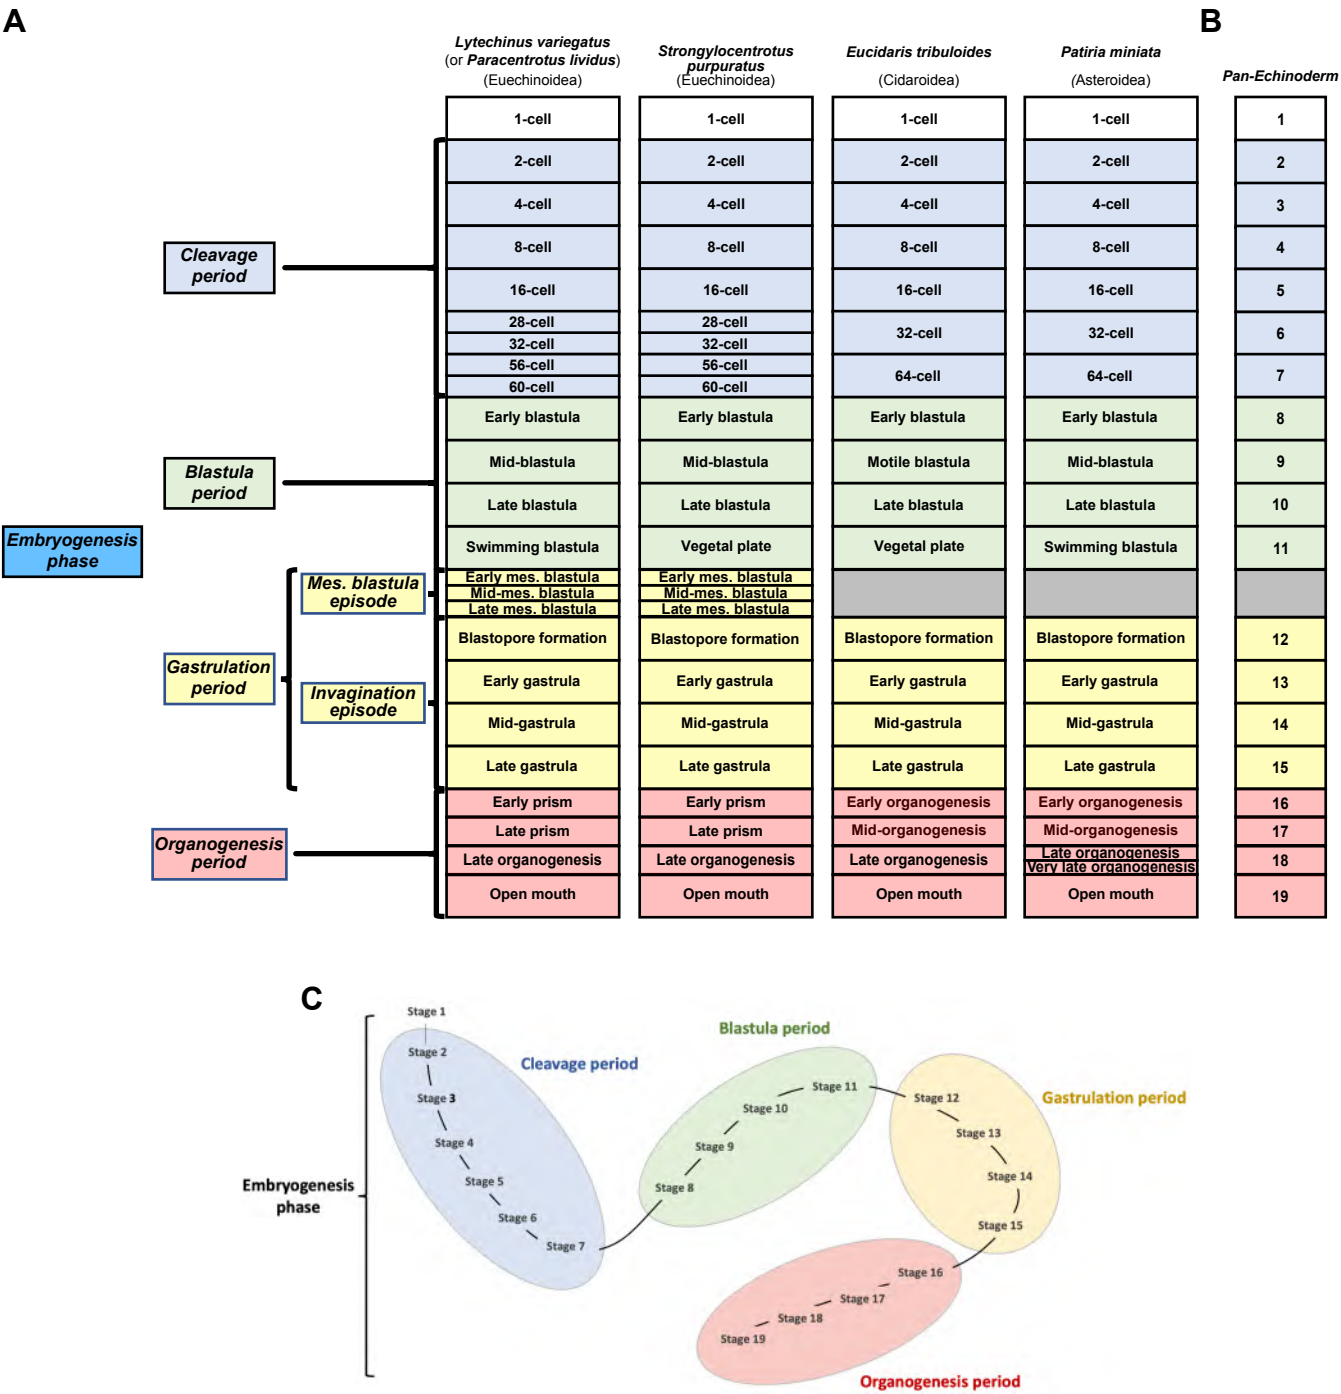 A
B
Lytechinus variegatus
(or Paracentrotus lividus)
(Euechinoidea)
Strongylocentrotus
purpuratus
(Euechinoidea)
Eucidaris tribuloides
(Cidaroidea)
Patiria miniata
(Asteroidea)
Pan-Echinoderm
1-cell 1-cell 1-cell 1-cell 1
2-cell 2-cell 2-cell 2-cell 2
4-cell 4-cell 4-cell 4-cell 3
Cleavage
period
8-cell 8-cell 8-cell 8-cell 4
16-cell 16-cell 16-cell 16-cell 5
28-cell 28-cell
32-cell 32-cell 6
32-cell 32-cell
56-cell 56-cell
64-cell 64-cell 7
60-cell 60-cell
Early blastula Early blastula Early blastula Early blastula 8
Blastula
period
Mid-blastula Mid-blastula Motile blastula Mid-blastula 9
Late blastula Late blastula Late blastula Late blastula 10
Embryogenesis
phase
Swimming blastula Vegetal plate Vegetal plate Swimming blastula 11
Mes. blastula
episode
Early mes. blastula Early mes. blastula
Mid-mes. blastula Mid-mes. blastula
Late mes. blastula Late mes. blastula
Gastrulation
period
Invagination
episode
Blastopore formation Blastopore formation Blastopore formation Blastopore formation 12
Early gastrula Early gastrula Early gastrula Early gastrula 13
Mid-gastrula Mid-gastrula Mid-gastrula Mid-gastrula 14
Late gastrula Late gastrula Late gastrula Late gastrula 15
Organogenesis
period
Early prism Early prism Early organogenesis Early organogenesis 16
Late prism Late prism Mid-organogenesis Mid-organogenesis 17
Late organogenesis Late organogenesis Late organogenesis Late organogenesis 18
Very late organogenesis
Open mouth Open mouth Open mouth Open mouth 19
C
Embryogenesis
phase
Stage 1
Stage 2
Stage 3
Stage 4
Stage 5
Stage 6
Stage 7
Cleavage period
Blastula period
Stage 8
Stage 9
Stage 10
Stage 11
Gastrulation period
Stage 12
Stage 13
Stage 14
Stage 15
Stage 16
Stage 17
Stage 18
Stage 19
Organogenesis period